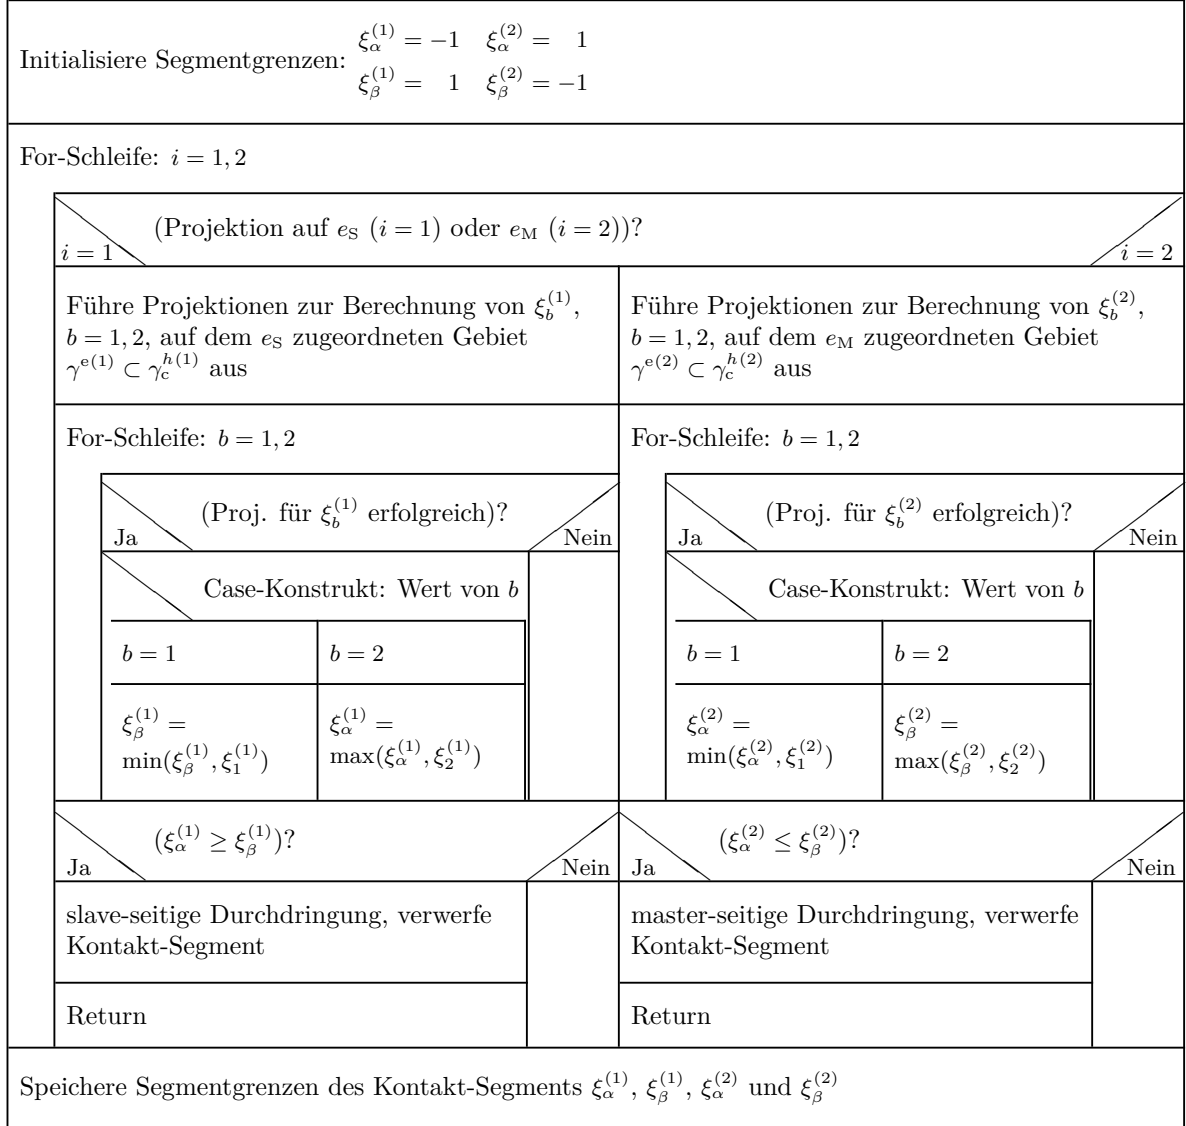 Initialisiere Segmentgrenzen: ξ_α^(1) = −1 ξ_α^(2) = 1
ξ_β^(1) = 1 ξ_β^(2) = −1
For-Schleife: i = 1, 2
(Projektion auf e_S (i = 1) oder e_M (i = 2))?
i = 1 i = 2
Führe Projektionen zur Berechnung von ξ_b^(1),
b = 1, 2, auf dem e_S zugeordneten Gebiet
γ^e(1) ⊂ γ_c^h(1) aus
Führe Projektionen zur Berechnung von ξ_b^(2),
b = 1, 2, auf dem e_M zugeordneten Gebiet
γ^e(2) ⊂ γ_c^h(2) aus
For-Schleife: b = 1, 2
(Proj. für ξ_b^(1) erfolgreich)?
Ja Nein
Case-Konstrukt: Wert von b
b = 1 b = 2
ξ_β^(1) =
min(ξ_β^(1), ξ_1^(1))
ξ_α^(1) =
max(ξ_α^(1), ξ_2^(1))
For-Schleife: b = 1, 2
(Proj. für ξ_b^(2) erfolgreich)?
Ja Nein
Case-Konstrukt: Wert von b
b = 1 b = 2
ξ_α^(2) =
min(ξ_α^(2), ξ_1^(2))
ξ_β^(2) =
max(ξ_β^(2), ξ_2^(2))
(ξ_α^(1) ≥ ξ_β^(1))?
Ja Nein
slave-seitige Durchdringung, verwerfe
Kontakt-Segment
Return
(ξ_α^(2) ≤ ξ_β^(2))?
Ja Nein
master-seitige Durchdringung, verwerfe
Kontakt-Segment
Return
Speichere Segmentgrenzen des Kontakt-Segments ξ_α^(1), ξ_β^(1), ξ_α^(2) und ξ_β^(2)